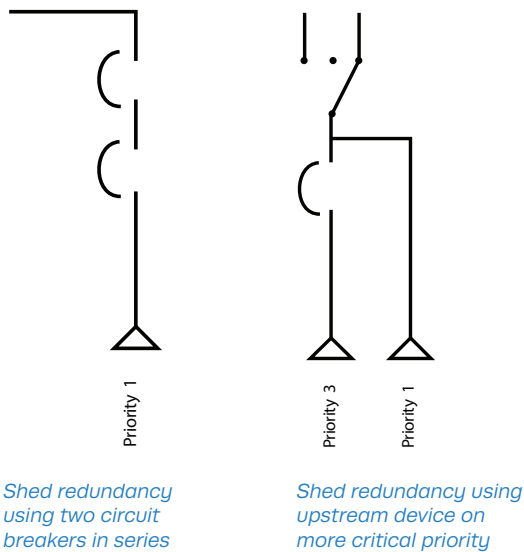 Priority 1
Priority 3
Priority 1
Shed redundancy
using two circuit
breakers in series
Shed redundancy using
upstream device on
more critical priority